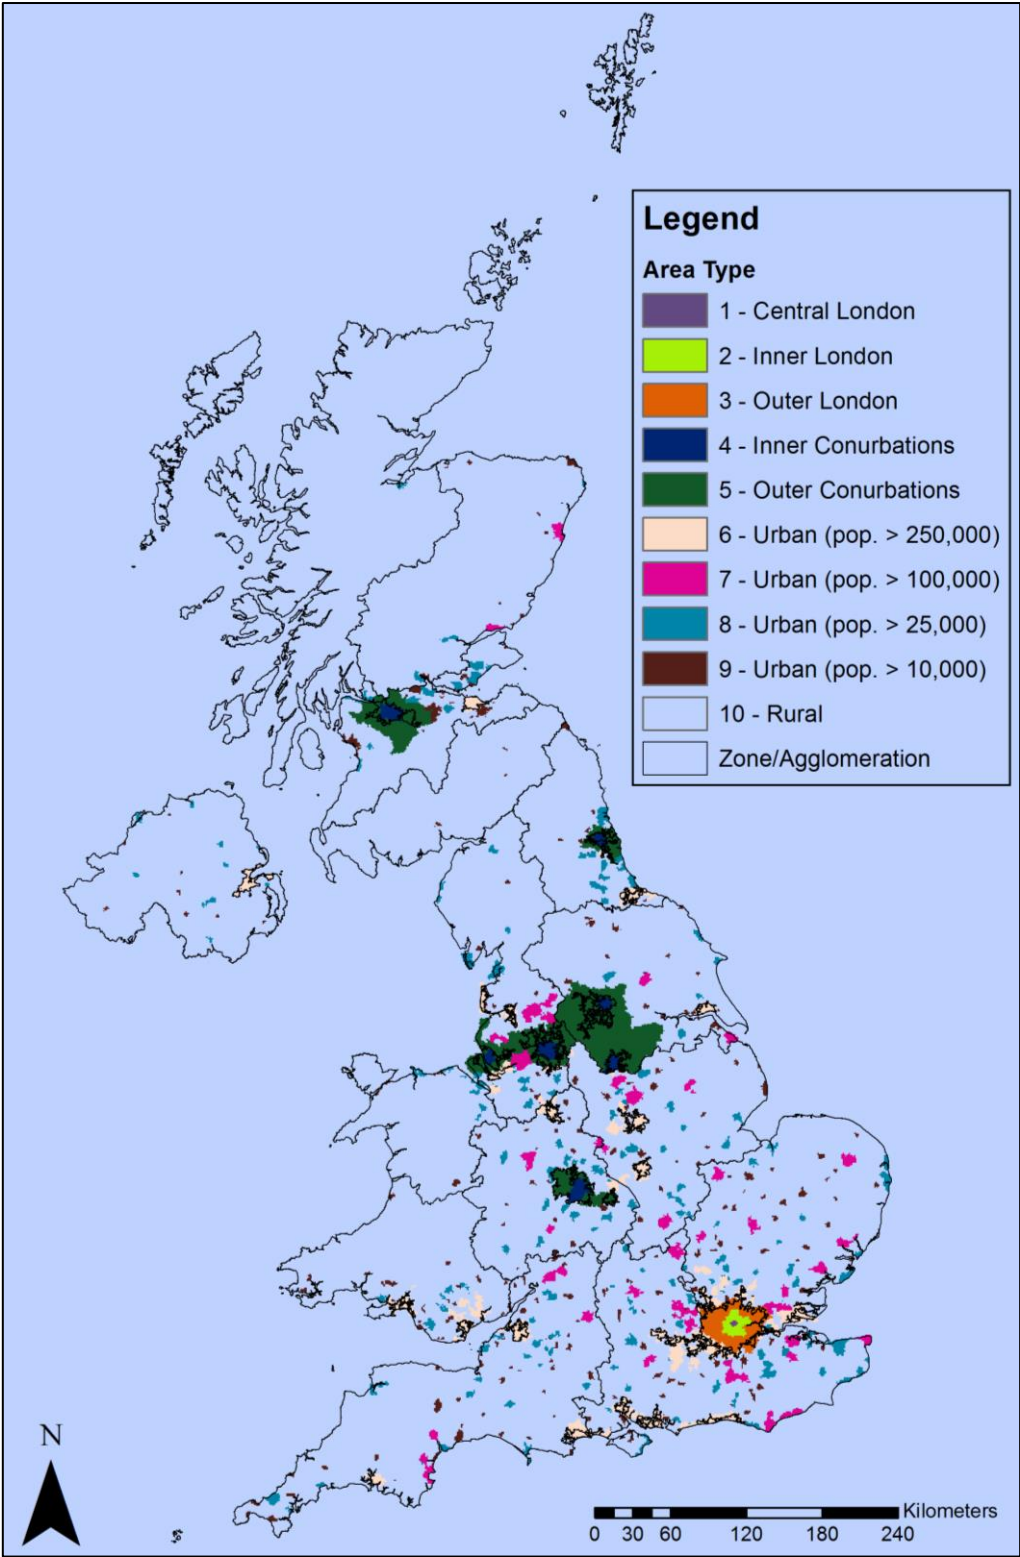 Legend
Area Type
1 - Central London
2 - Inner London
3 - Outer London
4 - Inner Conurbations
5 - Outer Conurbations
6 - Urban (pop. > 250,000)
7 - Urban (pop. > 100,000)
8 - Urban (pop. > 25,000)
9 - Urban (pop. > 10,000)
10 - Rural
Zone/Agglomeration
N
Kilometers
0 30 60 120 180 240